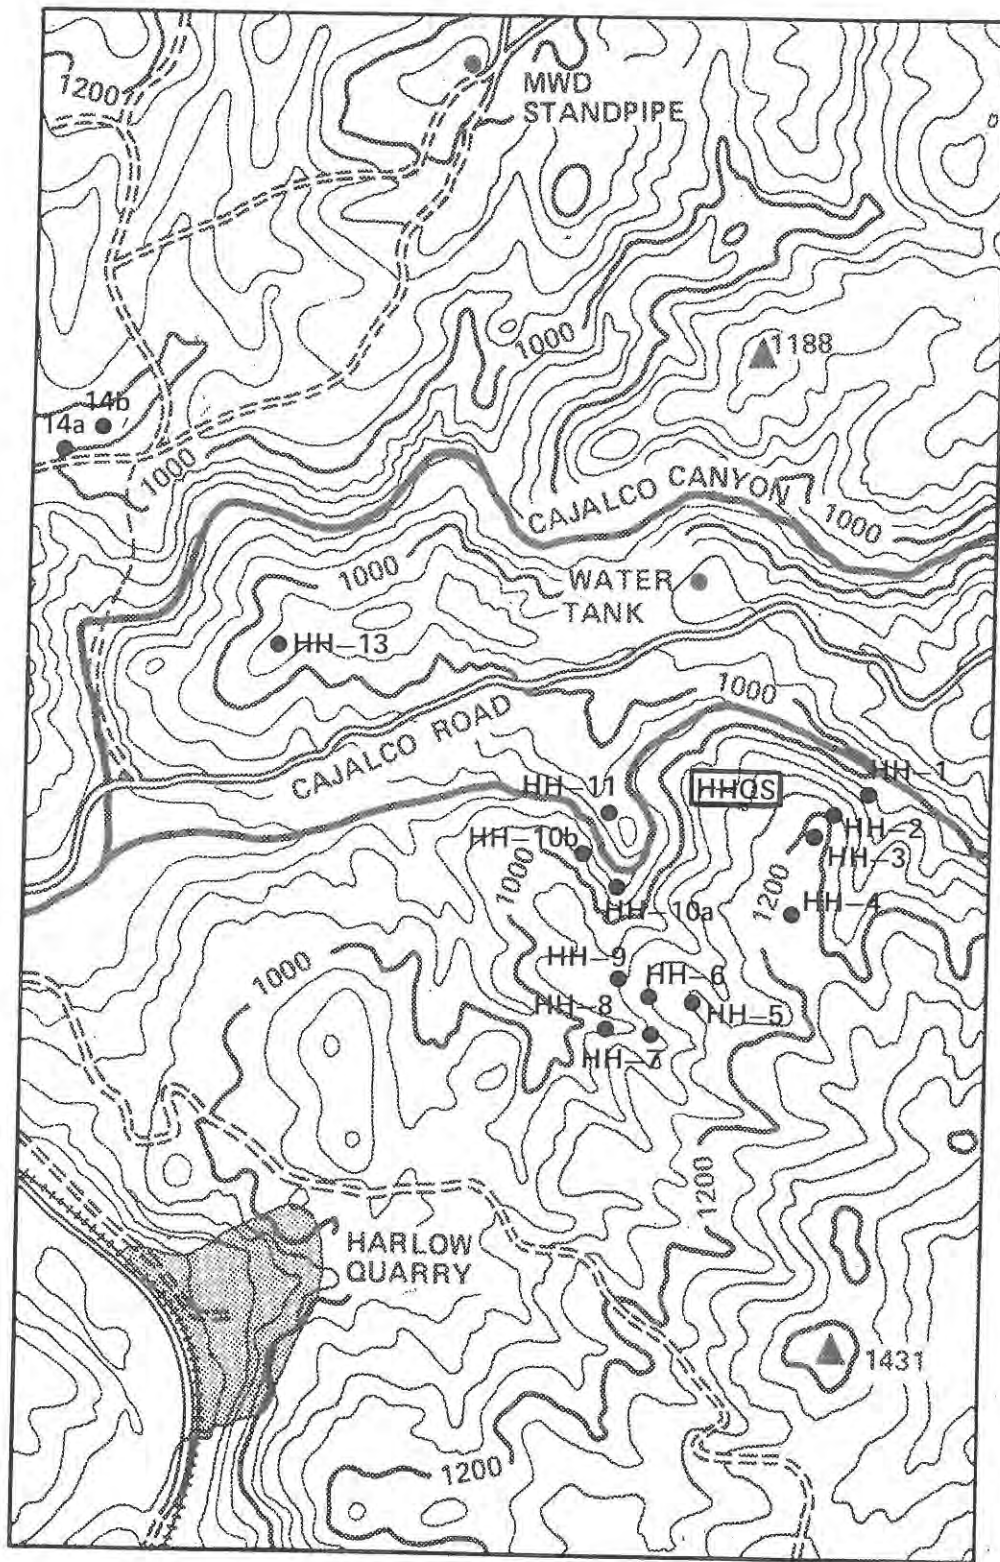 1200
MWD
STANDPIPE
1000
1188
14b
14a
1000
CAJALCO CANYON
1000
1000
WATER
TANK
HH–13
1000
CAJALCO ROAD
HH–1
HHQS
HH–11
HH–2
HH–10b
HH–3
1000
1200
HH–4
HH–10a
1000
HH–9
HH–6
HH–8
HH–5
HH–7
1200
HARLOW
QUARRY
1431
1200